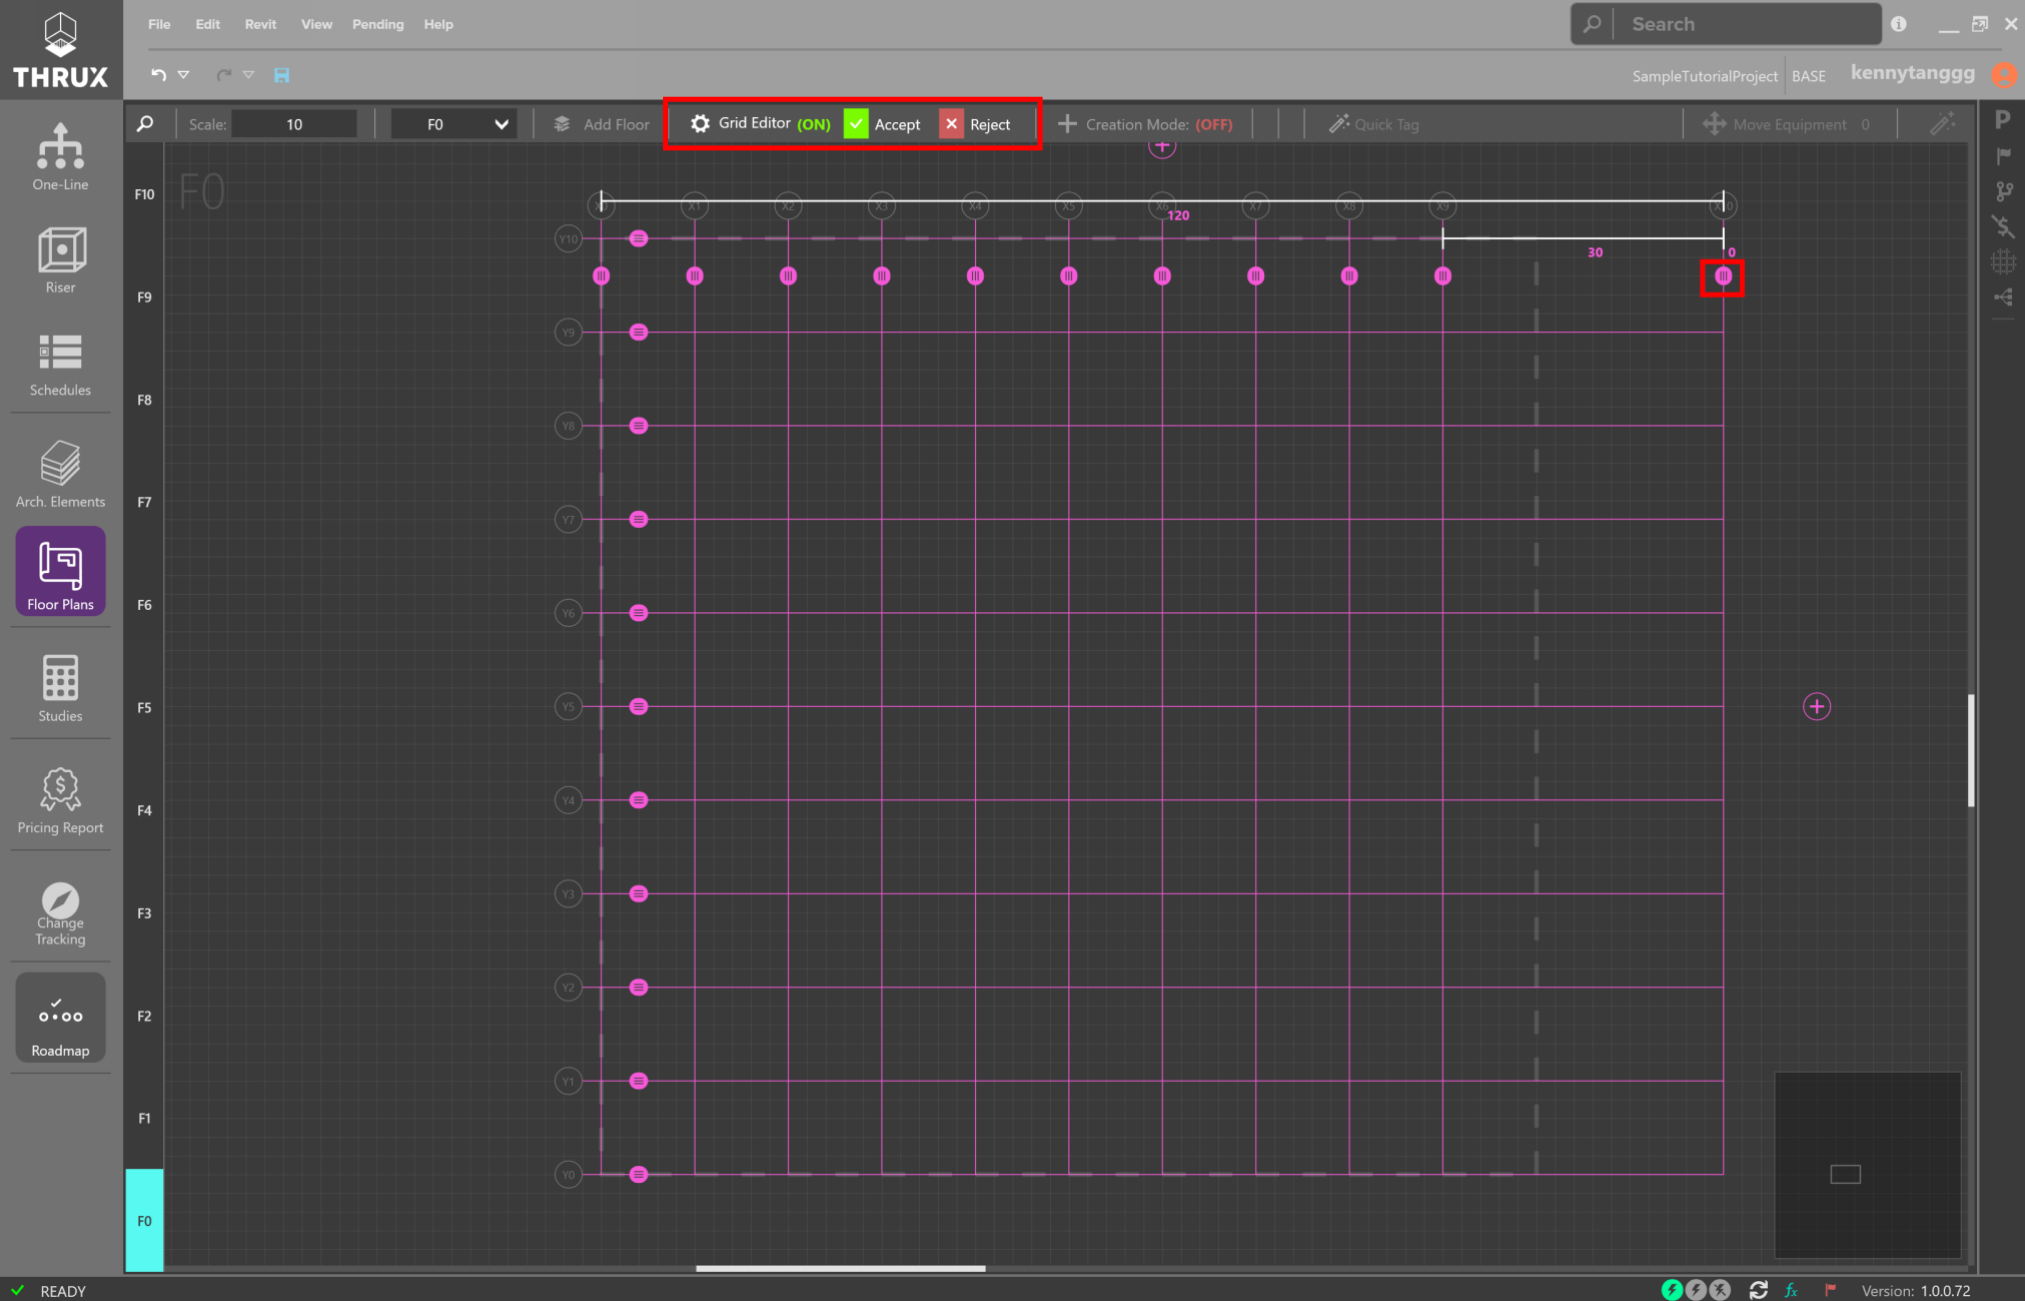 File Edit Revit View Pending Help
Search
THRUX
SampleTutorialProject BASE kennytanggg
Scale: 10 F0 Add Floor Grid Editor (ON) Accept Reject Creation Mode: (OFF) Quick Tag Move Equipment 0
P
One-Line
Riser
Schedules
Arch. Elements
Floor Plans
Studies
Pricing Report
Change
Tracking
Roadmap
F10
F9
F8
F7
F6
F5
F4
F3
F2
F1
F0
F0
X1 X2 X3 X4 X5 X6 X7 X8 X9
120
Y10
30 0
Y9
Y8
Y7
Y6
Y5
Y4
Y3
Y2
Y1
Y0
READY
fx
Version: 1.0.0.72